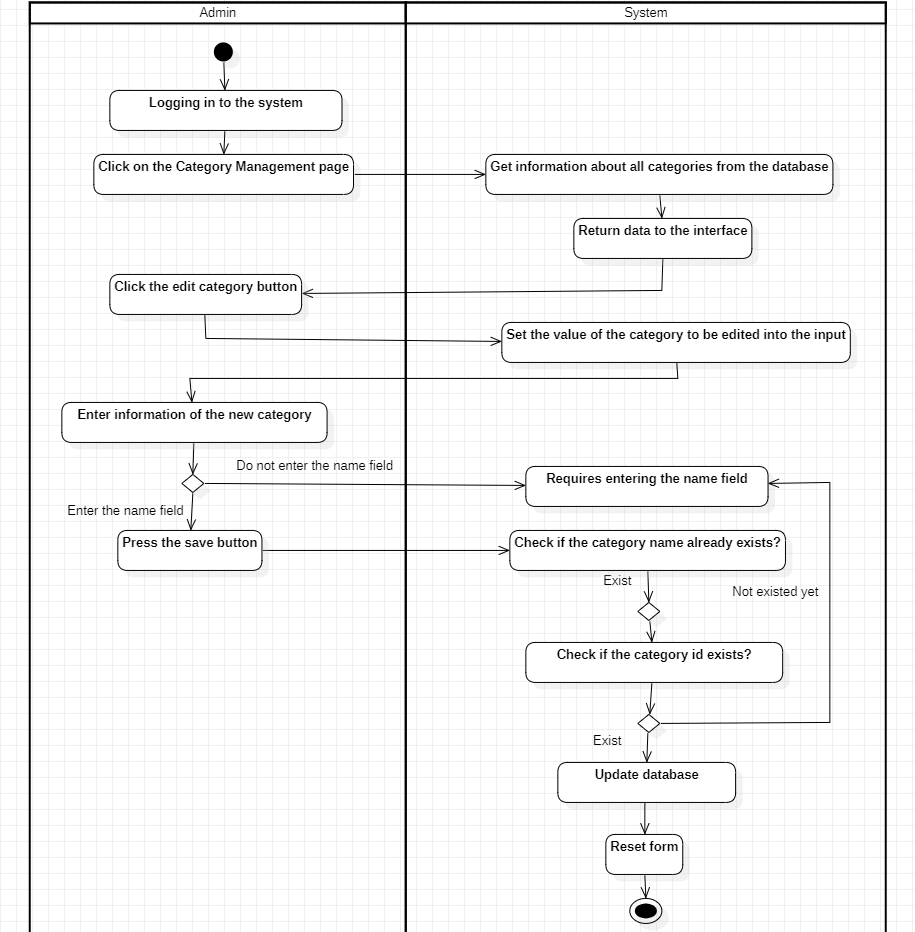 Admin
System
Logging in to the system
Click on the Category Management page
Get information about all categories from the database
Return data to the interface
Click the edit category button
Set the value of the category to be edited into the input
Enter information of the new category
Do not enter the name field
Requires entering the name field
Enter the name field
Press the save button
Check if the category name already exists?
Exist
Not existed yet
Check if the category id exists?
Exist
Update database
Reset form